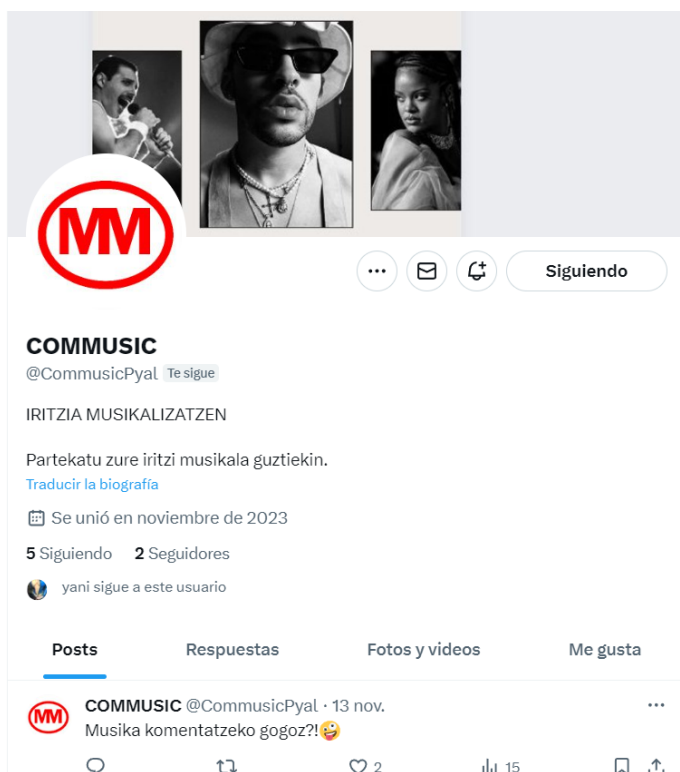 MM
Siguiendo
COMMUSIC
@CommusicPyal Te sigue
IRITZIA MUSIKALIZATZEN
Partekatu zure iritzi musikala guztiekin.
Traducir la biografía
Se unió en noviembre de 2023
5 Siguiendo 2 Seguidores
yani sigue a este usuario
Posts Respuestas Fotos y videos Me gusta
MM COMMUSIC @CommusicPyal · 13 nov.
Musika komentatzeko gogoz?!🤪
2 15